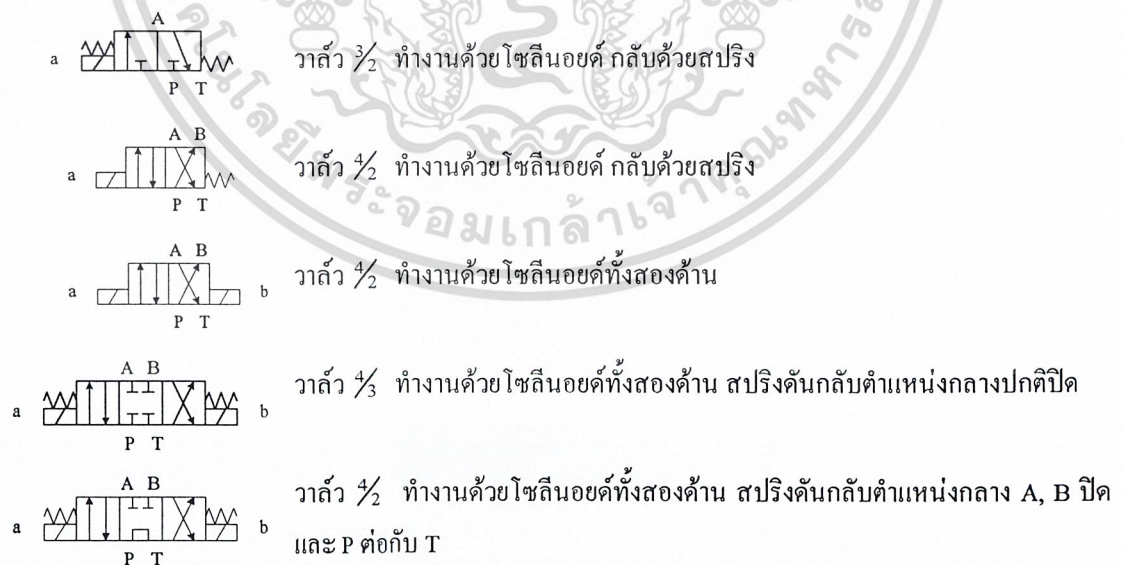 A
a
วาล์ว 3/2 ทำงานด้วยโซลีนอยด์ กลับด้วยสปริง
P T
A B
a
วาล์ว 4/2 ทำงานด้วยโซลีนอยด์ กลับด้วยสปริง
P T
A B
a b
วาล์ว 4/2 ทำงานด้วยโซลีนอยด์ทั้งสองด้าน
P T
A B
a b
วาล์ว 4/3 ทำงานด้วยโซลีนอยด์ทั้งสองด้าน สปริงดันกลับตำแหน่งกลางปกติปิด
P T
A B
a b
วาล์ว 4/2 ทำงานด้วยโซลีนอยด์ทั้งสองด้าน สปริงดันกลับตำแหน่งกลาง A, B ปิด
และ P ต่อกับ T
P T